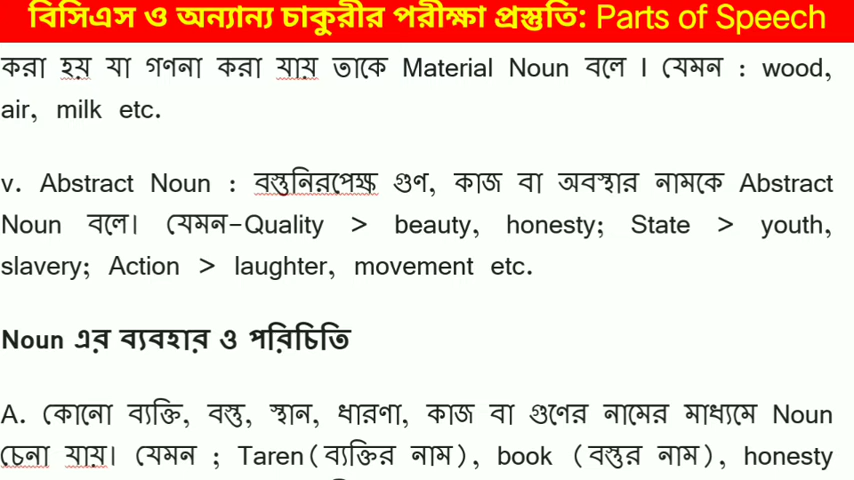 বিসিএস ও অন্যান্য চাকুরীর পরীক্ষা প্রস্তুতি: Parts of Speech
করা হয় যা গণনা করা যায় তাকে Material Noun বলে । যেমন : wood,
air, milk etc.
v. Abstract Noun : বস্তুনিরপেক্ষ গুণ, কাজ বা অবস্থার নামকে Abstract
Noun বলে। যেমন-Quality > beauty, honesty; State > youth,
slavery; Action > laughter, movement etc.
Noun এর ব্যবহার ও পরিচিতি
A. কোনো ব্যক্তি, বস্তু, স্থান, ধারণা, কাজ বা গুণের নামের মাধ্যমে Noun
চেনা যায়। যেমন ; Taren(ব্যক্তির নাম), book (বস্তুর নাম), honesty